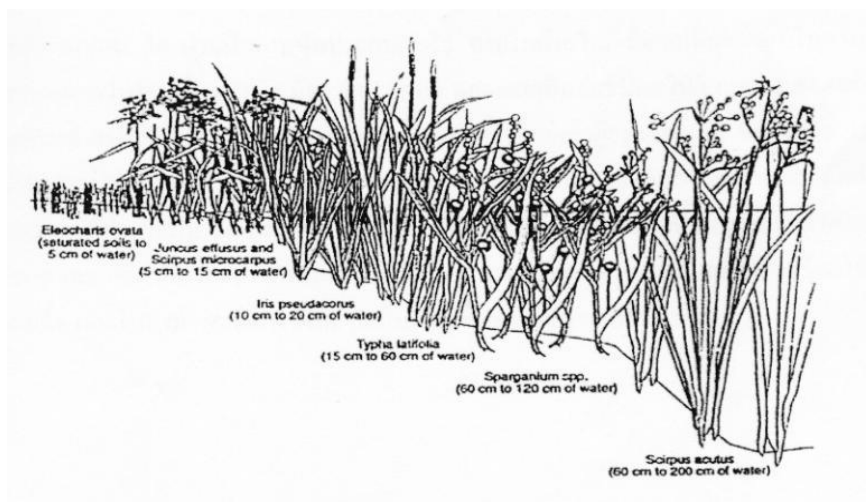 Eleocharis ovata
(saturated soils to
5 cm of water)
Juncus effusus and
Scirpus microcarpus
(5 cm to 15 cm of water)
Iris pseudacorus
(10 cm to 20 cm of water)
Typha latifolia
(15 cm to 60 cm of water)
Sparganium spp.
(60 cm to 120 cm of water)
Scirpus acutus
(60 cm to 200 cm of water)